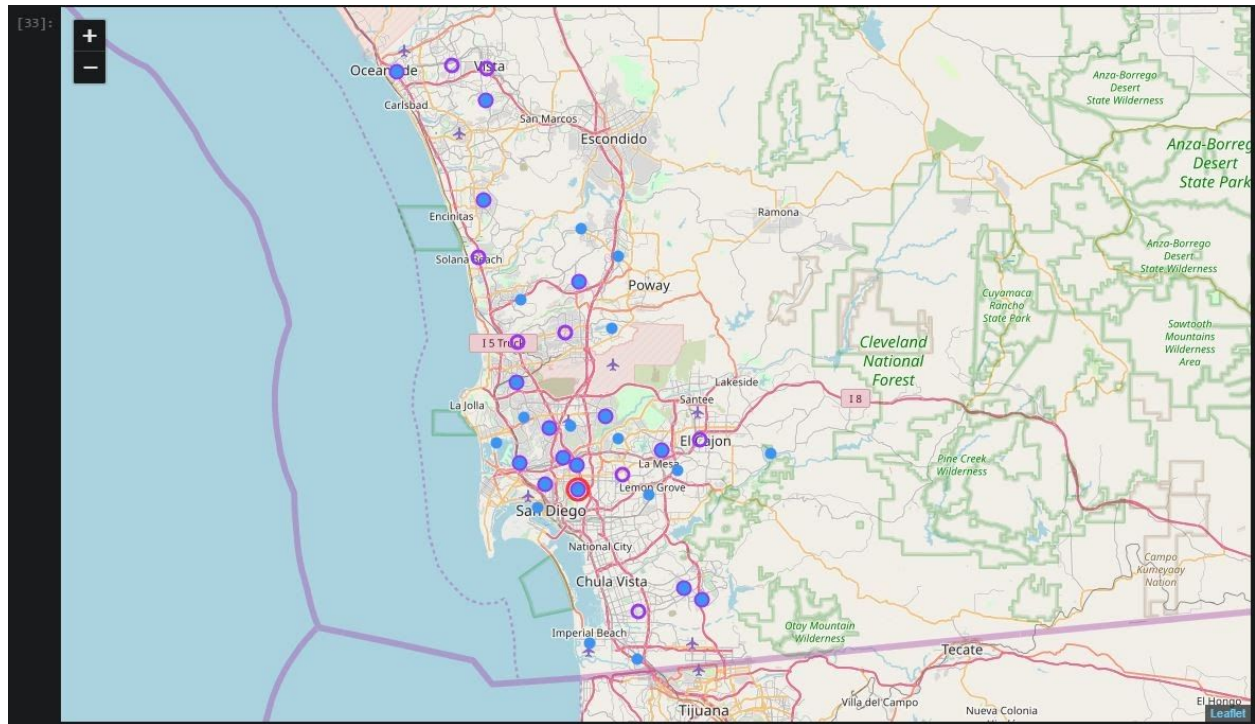 [33]:
+
−
Oceanside
Vista
Carlsbad
San Marcos
Escondido
Anza-Borrego
Desert
State Wilderness
Anza-Borreg
Desert
State Park
Encinitas
Ramona
Solana Beach
Anza-Borrego
Desert
State Wilderness
Poway
Cuyamaca
Rancho
State Park
I 5 Truck
Sawtooth
Mountains
Wilderness
Area
Cleveland
National
Forest
Lakeside
La Jolla
Santee
I 8
El Cajon
La Mesa
Pine Creek
Wilderness
Lemon Grove
San Diego
National City
Campo
Kumeyaay
Nation
Chula Vista
Imperial Beach
Otay Mountain
Wilderness
Tecate
Tijuana
Villa del Campo
Nueva Colonia
El Hongo
Leaflet